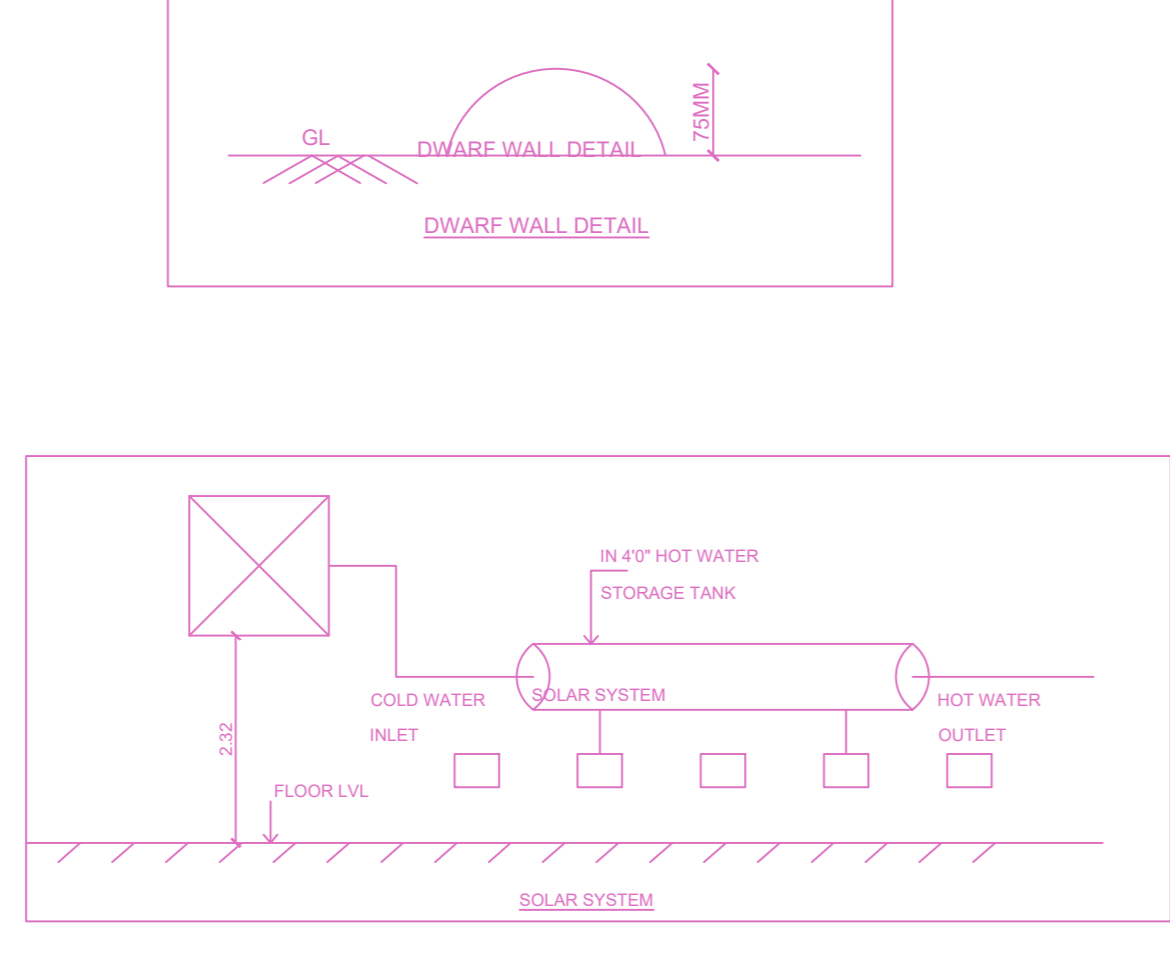 75MM
GL
DWARF WALL DETAIL
DWARF WALL DETAIL
IN 4'0" HOT WATER
STORAGE TANK
SOLAR SYSTEM
COLD WATER
INLET
HOT WATER
OUTLET
2.32
FLOOR LVL
SOLAR SYSTEM